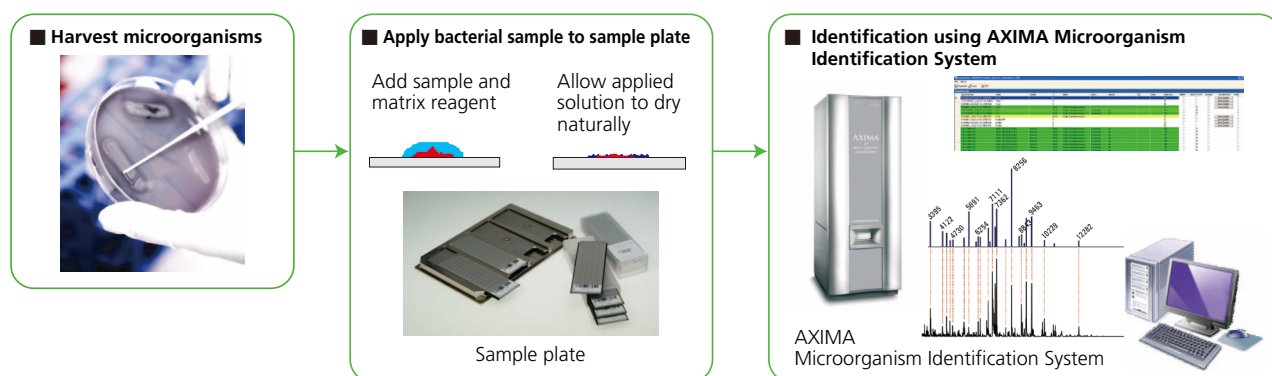 ■ Harvest microorganisms
■ Apply bacterial sample to sample plate
Add sample and
matrix reagent
Allow applied
solution to dry
naturally
Sample plate
■ Identification using AXIMA Microorganism
Identification System
AXIMA
3395
4122
4730
5691
6254
7111
7362
8256
8843
9463
10229
12282
AXIMA
Microorganism Identification System